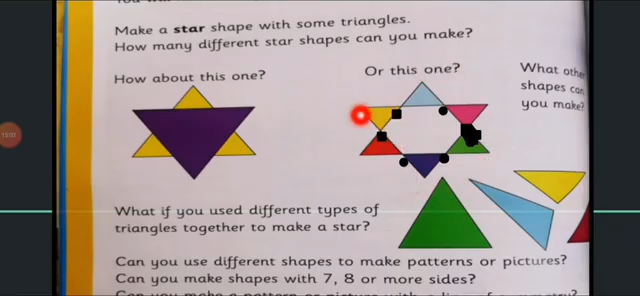 Make a star shape with some triangles.
How many different star shapes can you make?
How about this one?
Or this one?
What othe
shapes can
you make?
15:02
What if you used different types of
triangles together to make a star?
Can you use different shapes to make patterns or pictures?
Can you make shapes with 7, 8 or more sides?